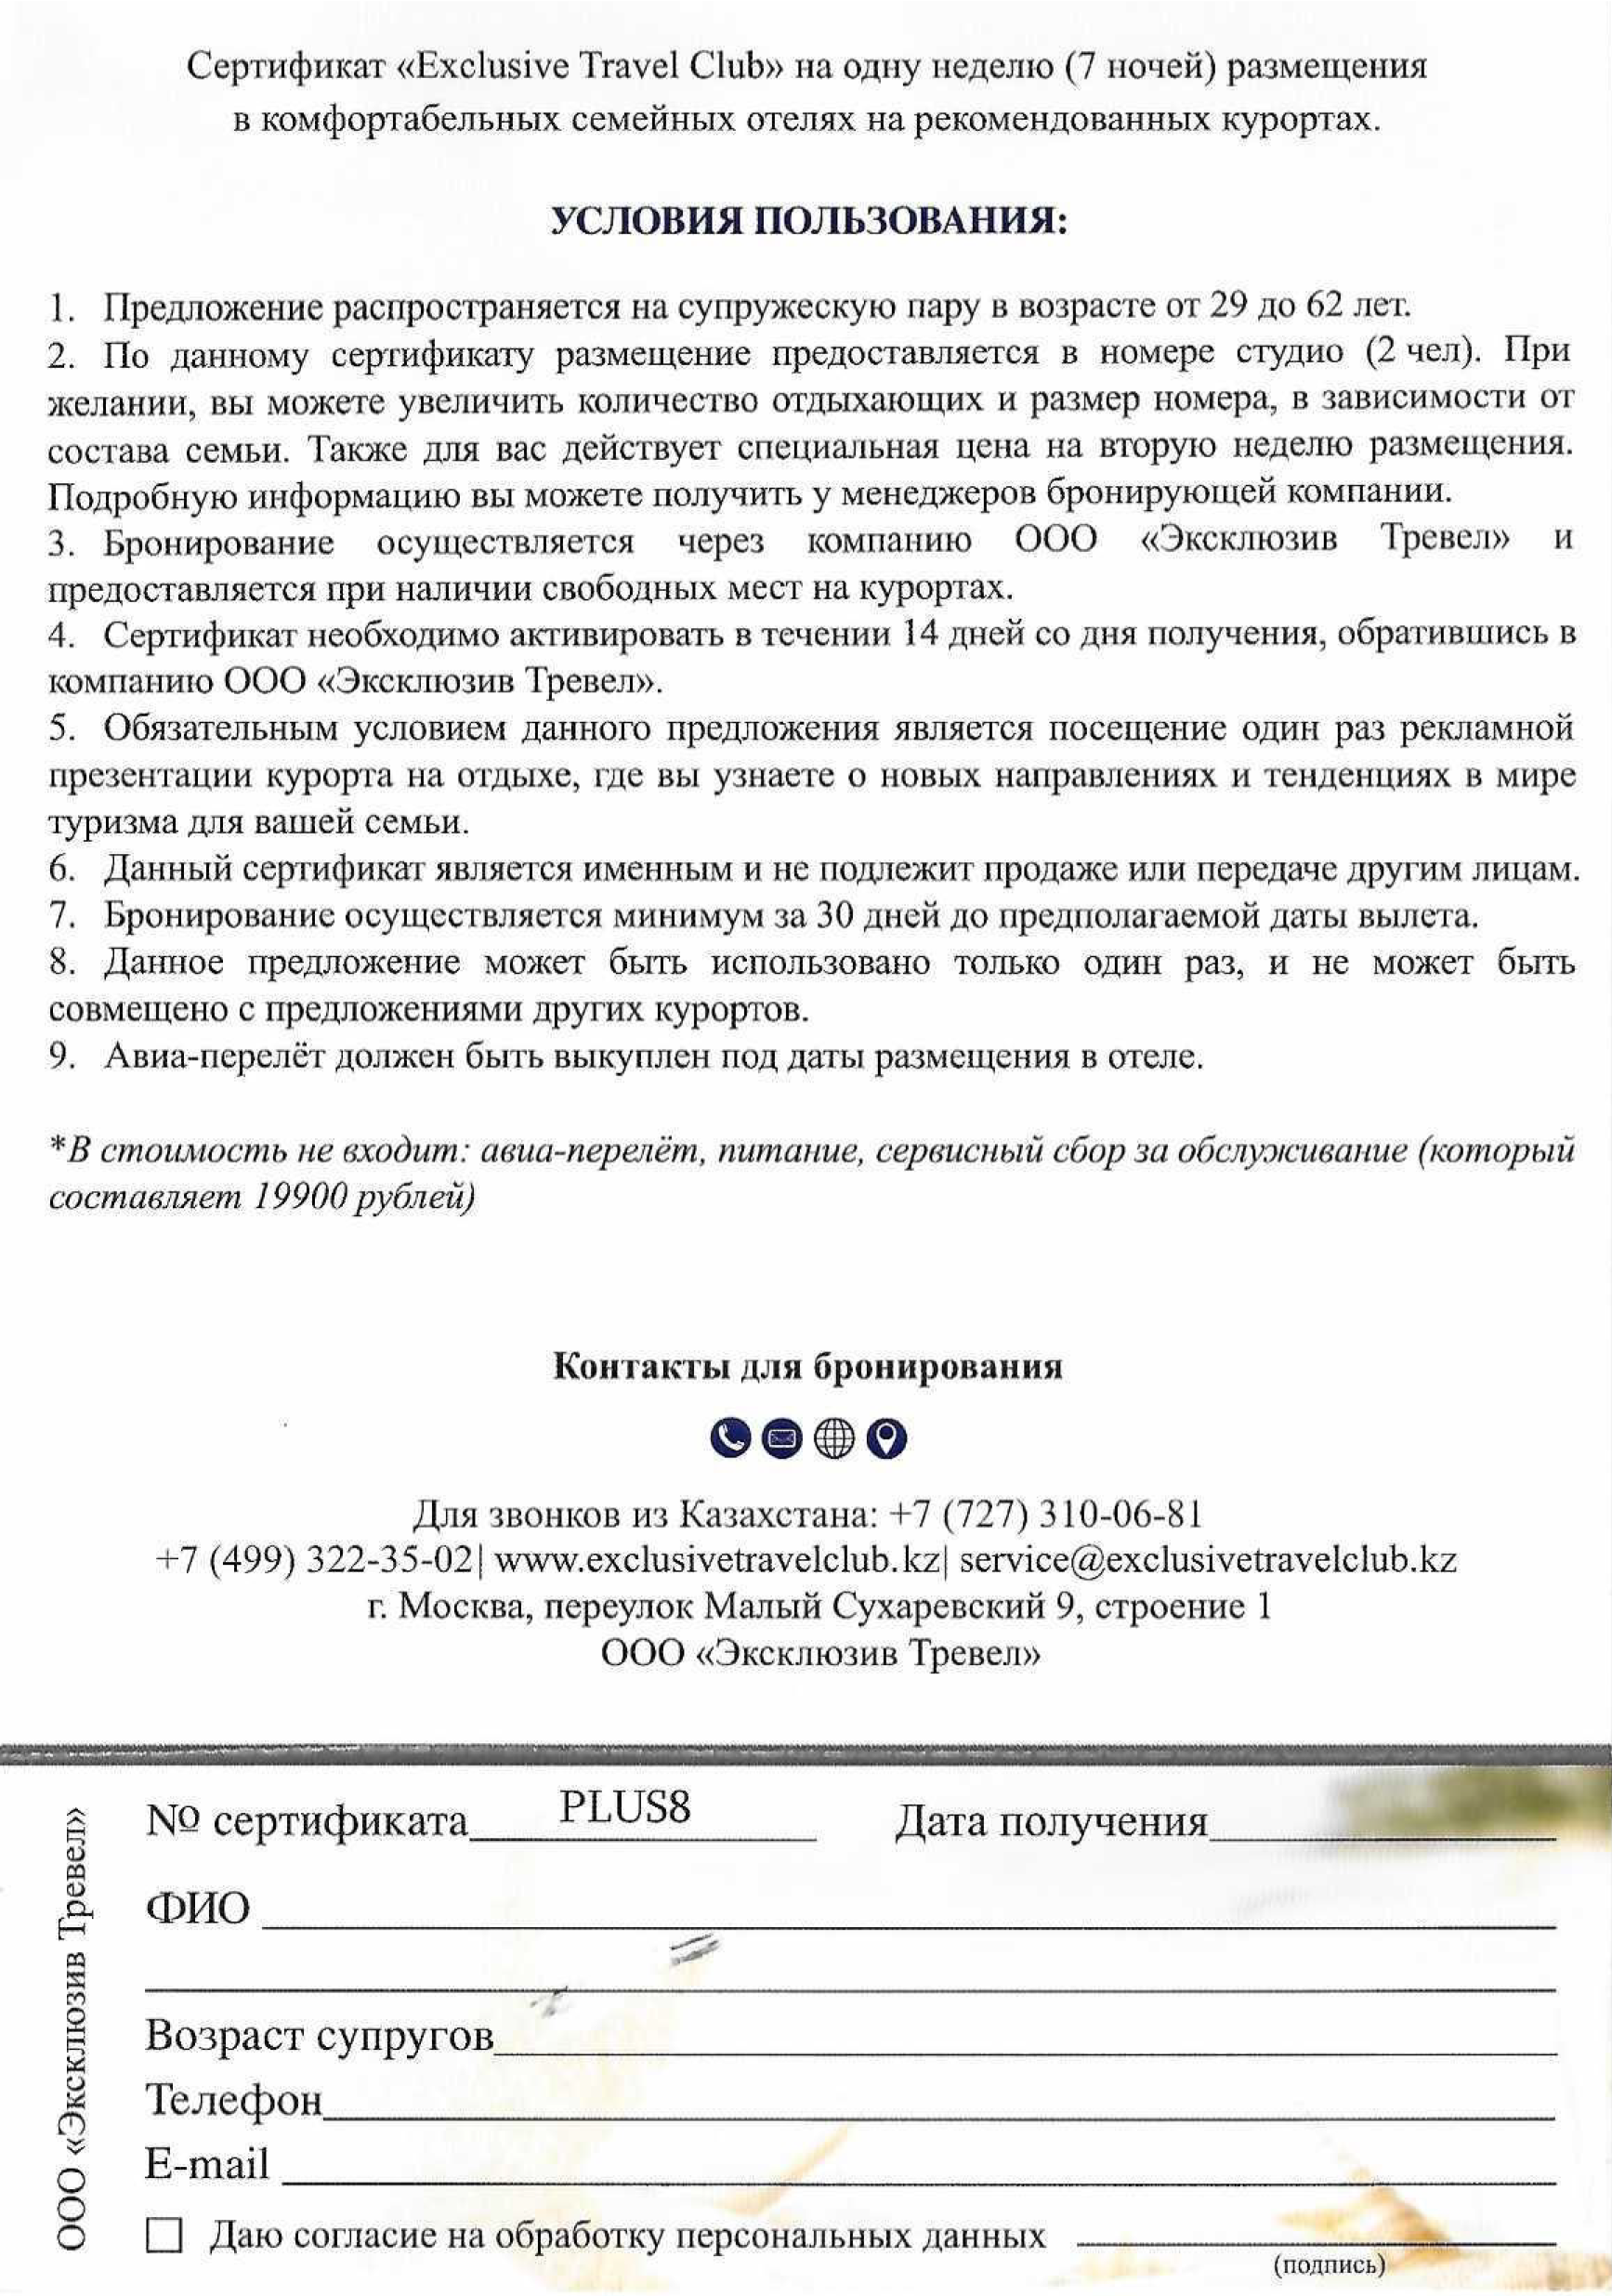 Сертификат «Exclusive Travel Club» на одну неделю (7 ночей) размещения
в комфортабельных семейных отелях на рекомендованных курортах.
УСЛОВИЯ ПОЛЬЗОВАНИЯ:
1. Предложение распространяется на супружескую пару в возрасте от 29 до 62 лет.
2. По данному сертификату размещение предоставляется в номере студио (2 чел). При
желании, вы можете увеличить количество отдыхающих и размер номера, в зависимости от
состава семьи. Также для вас действует специальная цена на вторую неделю размещения.
Подробную информацию вы можете получить у менеджеров бронирующей компании.
3. Бронирование осуществляется через компанию ООО «Эксклюзив Тревел» и
предоставляется при наличии свободных мест на курортах.
4. Сертификат необходимо активировать в течении 14 дней со дня получения, обратившись в
компанию ООО «Эксклюзив Тревел».
5. Обязательным условием данного предложения является посещение один раз рекламной
презентации курорта на отдыхе, где вы узнаете о новых направлениях и тенденциях в мире
туризма для вашей семьи.
6. Данный сертификат является именным и не подлежит продаже или передаче другим лицам.
7. Бронирование осуществляется минимум за 30 дней до предполагаемой даты вылета.
8. Данное предложение может быть использовано только один раз, и не может быть
совмещено с предложениями других курортов.
9. Авиа-перелёт должен быть выкуплен под даты размещения в отеле.
*В стоимость не входит: авиа-перелёт, питание, сервисный сбор за обслуживание (который
составляет 19900 рублей)
Контакты для бронирования
Для звонков из Казахстана: +7 (727) 310-06-81
+7 (499) 322-35-02| www.exclusivetravelclub.kz| service@exclusivetravelclub.kz
г. Москва, переулок Малый Сухаревский 9, строение 1
ООО «Эксклюзив Тревел»
ООО «Эксклюзив Тревел»
№ сертификата PLUS8 Дата получения
ФИО
Возраст супругов
Телефон
E-mail
Даю согласие на обработку персональных данных
(подпись)